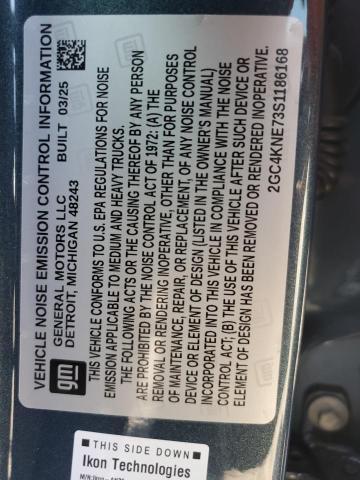 VEHICLE NOISE EMISSION CONTROL INFORMATION
GENERAL MOTORS LLC BUILT 03/25
DETROIT, MICHIGAN 48243
gm
THIS VEHICLE CONFORMS TO U.S. EPA REGULATIONS FOR NOISE
EMISSION APPLICABLE TO MEDIUM AND HEAVY TRUCKS.
THE FOLLOWING ACTS OR THE CAUSING THEREOF BY ANY PERSON
ARE PROHIBITED BY THE NOISE CONTROL ACT OF 1972: (A) THE
REMOVAL OR RENDERING INOPERATIVE, OTHER THAN FOR PURPOSES
OF MAINTENANCE, REPAIR, OR REPLACEMENT, OF ANY NOISE CONTROL
DEVICE OR ELEMENT OF DESIGN (LISTED IN THE OWNER'S MANUAL)
INCORPORATED INTO THIS VEHICLE IN COMPLIANCE WITH THE NOISE
CONTROL ACT; (B) THE USE OF THIS VEHICLE AFTER SUCH DEVICE OR
ELEMENT OF DESIGN HAS BEEN REMOVED OR RENDERED INOPERATIVE.
2GC4KNE73S1186168
THIS SIDE DOWN
Ikon Technologies